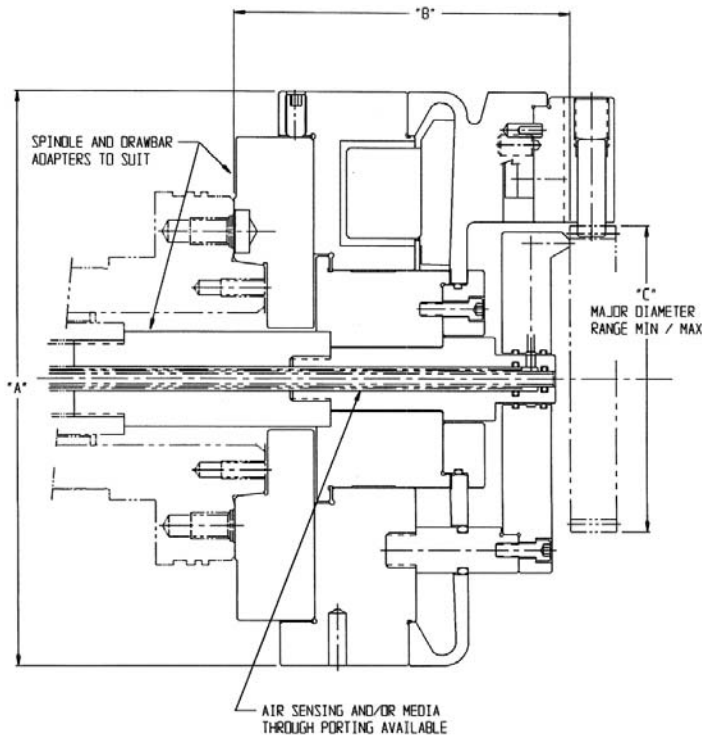 "B"
SPINDLE AND DRAWBAR
ADAPTERS TO SUIT
"C"
MAJOR DIAMETER
RANGE MIN / MAX
"A"
AIR SENSING AND/OR MEDIA
THROUGH PORTING AVAILABLE